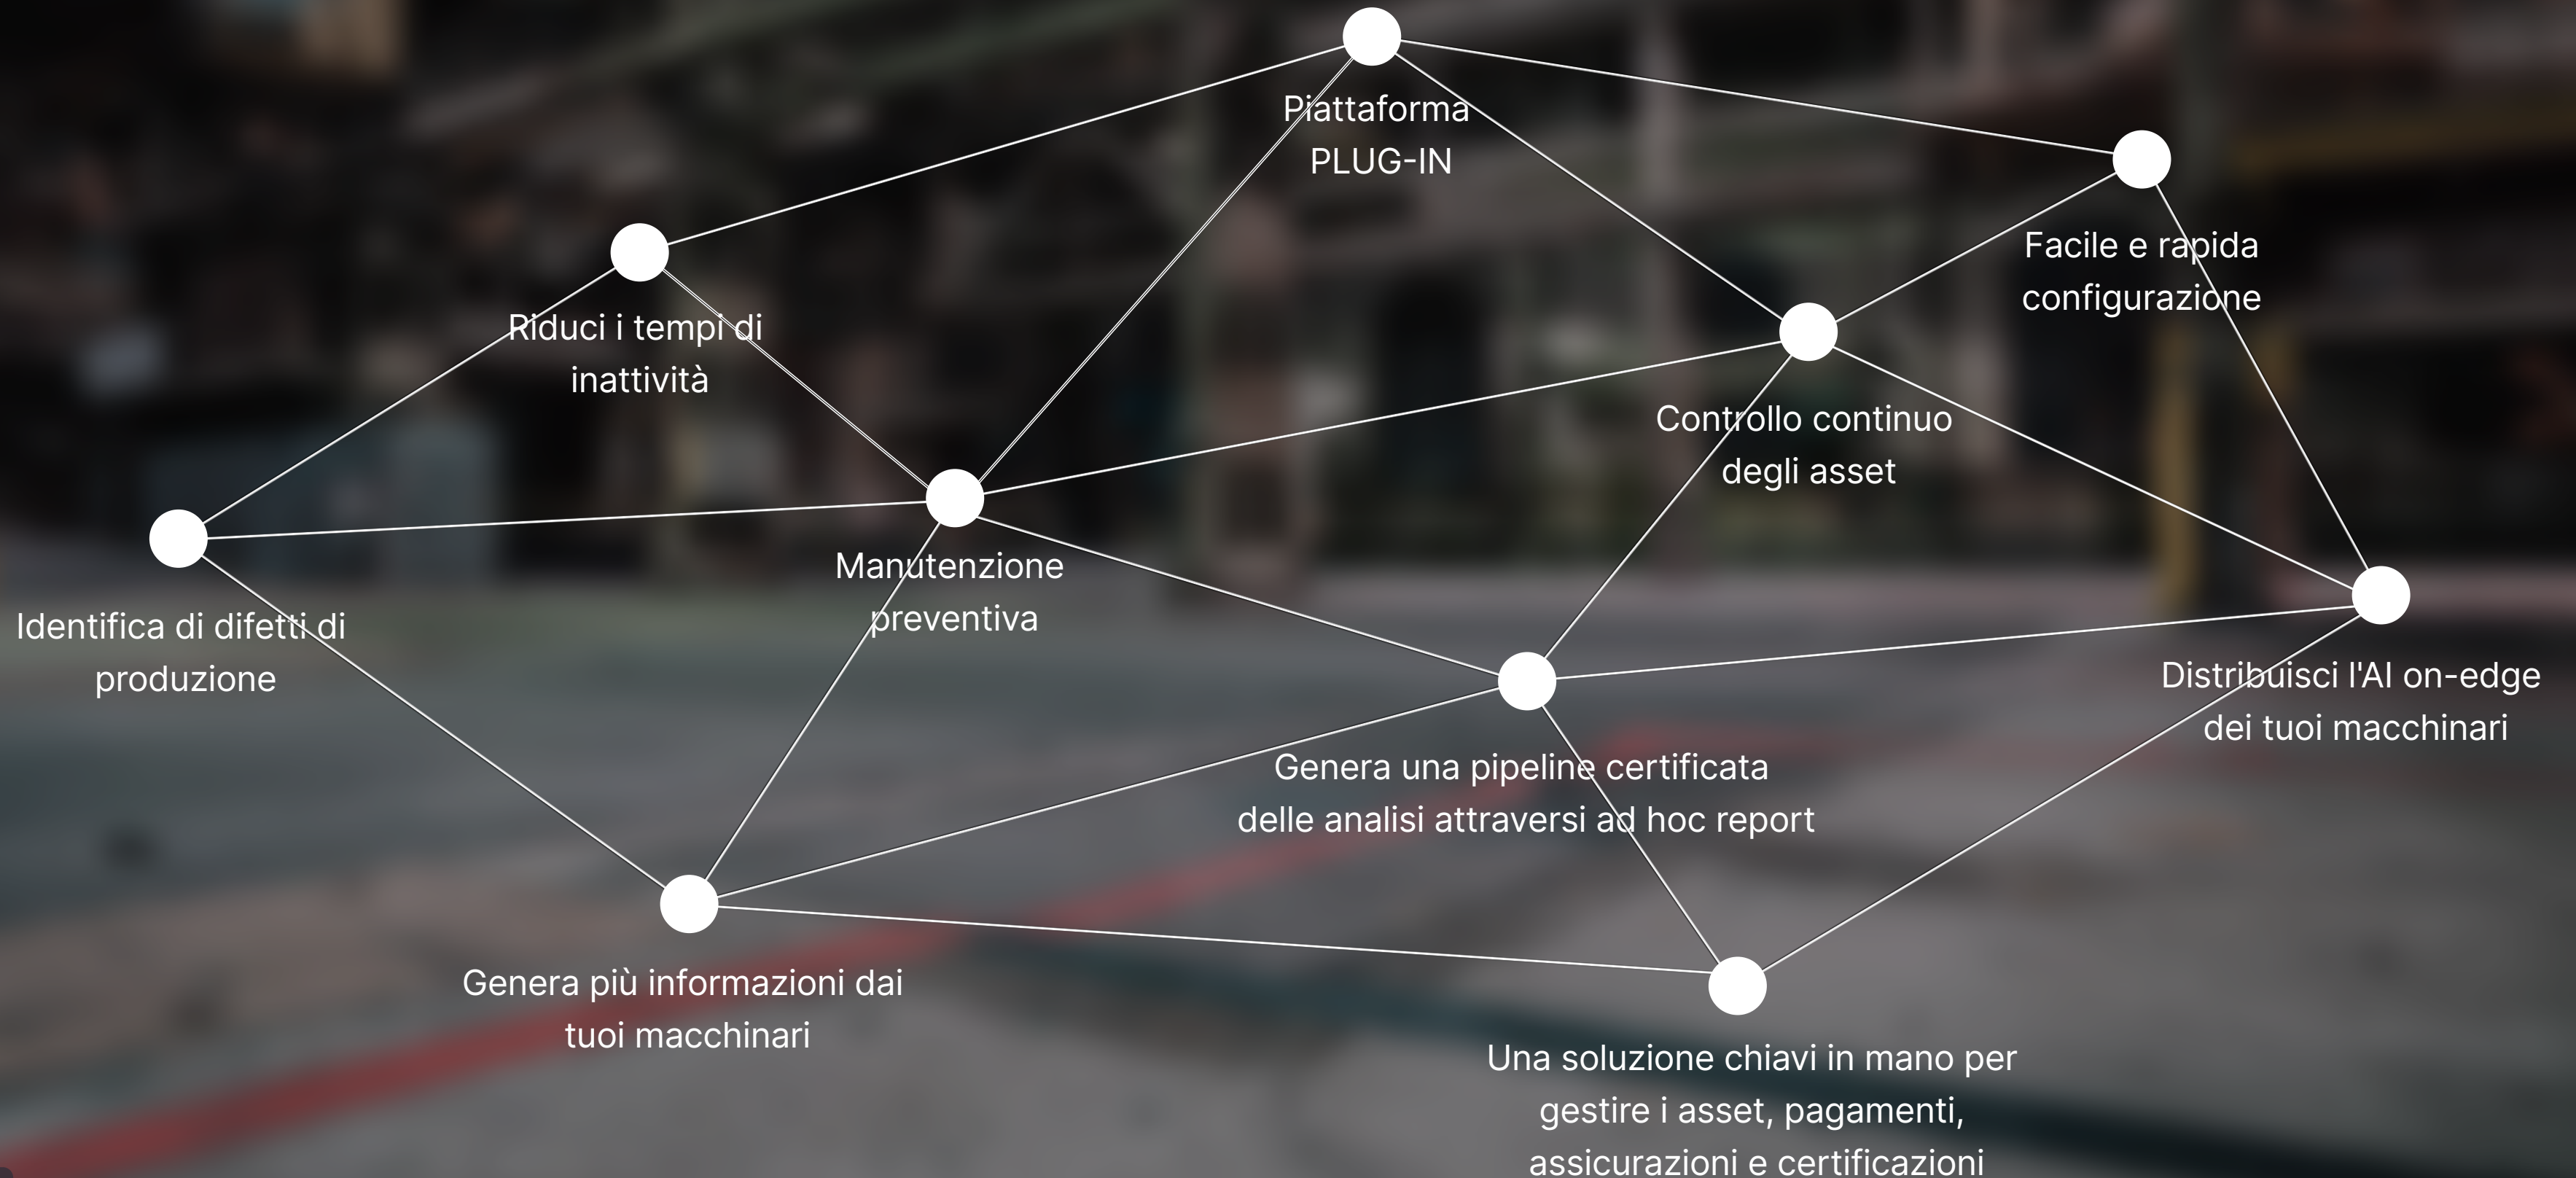 Piattaforma
PLUG-IN
Facile e rapida
configurazione
Riduci i tempi di
inattività
Controllo continuo
degli asset
Manutenzione
preventiva
Identifica di difetti di
produzione
Distribuisci l'AI on-edge
dei tuoi macchinari
Genera una pipeline certificata
delle analisi attraversi ad hoc report
Genera più informazioni dai
tuoi macchinari
Una soluzione chiavi in mano per
gestire i asset, pagamenti,
assicurazioni e certificazioni